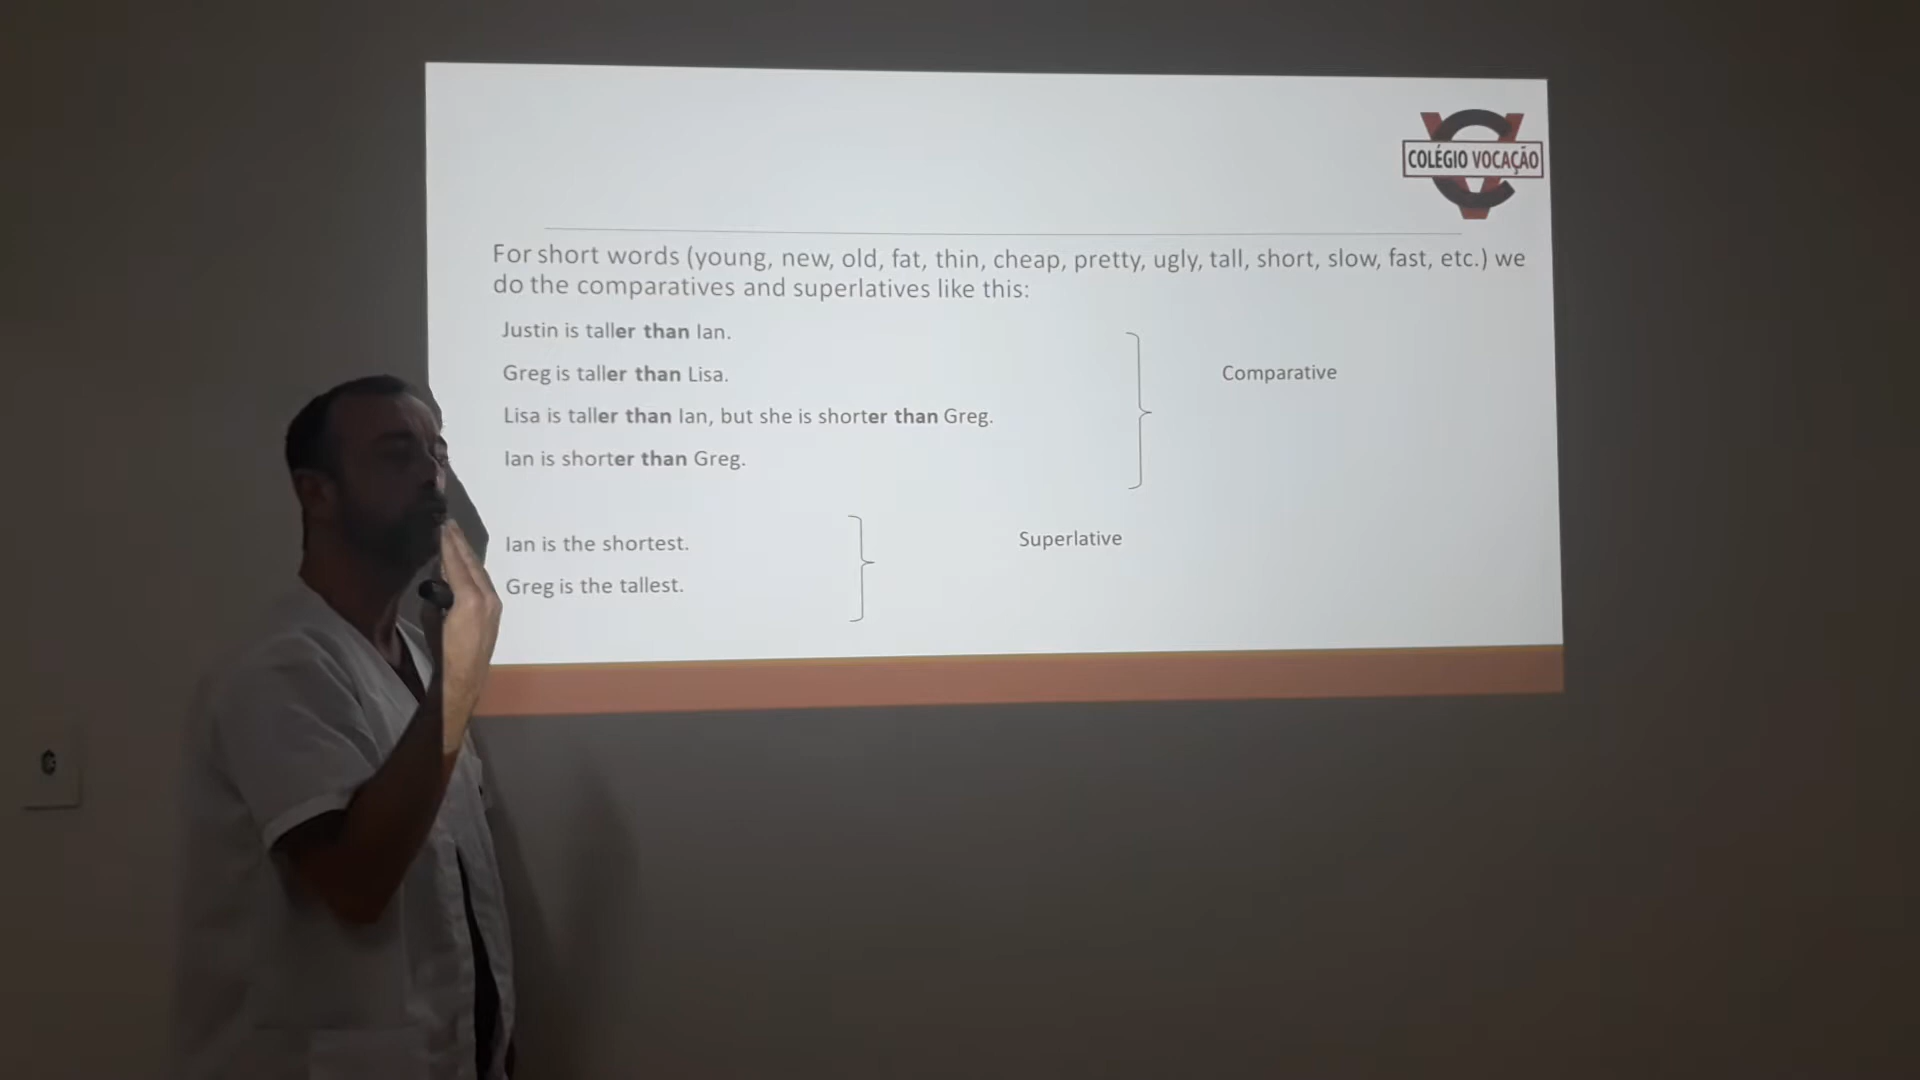 COLÉGIO VOCAÇÃO
For short words (young, new, old, fat, thin, cheap, pretty, ugly, tall, short, slow, fast, etc.) we
do the comparatives and superlatives like this:
Justin is taller than Ian.
Greg is taller than Lisa.
Comparative
Lisa is taller than Ian, but she is shorter than Greg.
Ian is shorter than Greg.
Ian is the shortest.
Superlative
Greg is the tallest.